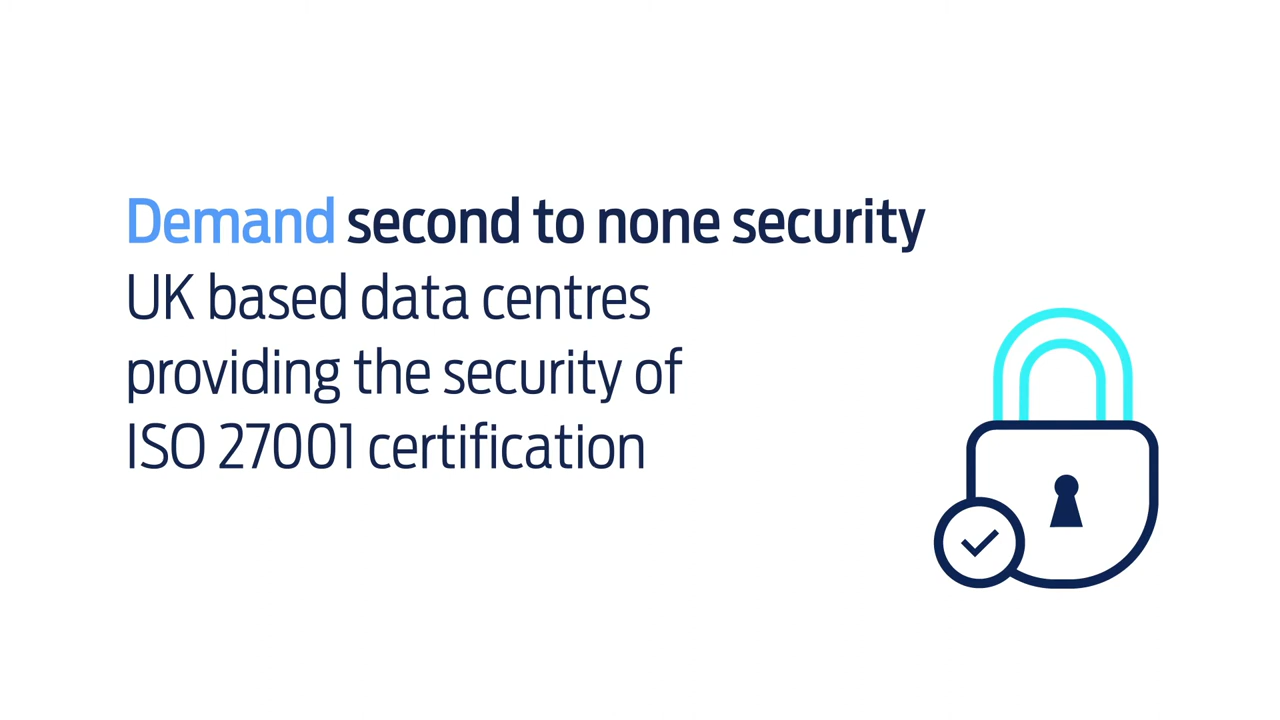 Demand second to none security
UK based data centres
providing the security of
ISO 27001 certification